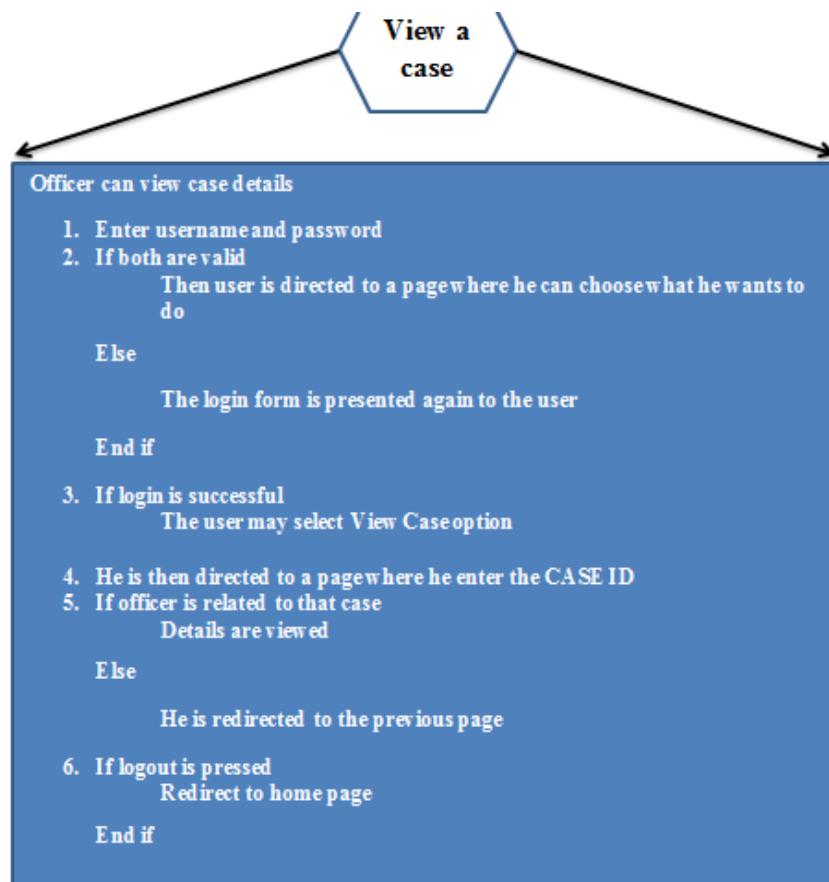 View a
case
Officer can view case details
1. Enter username and password
2. If both are valid
Then user is directed to a page where he can choose what he wants to
do
Else
The login form is presented again to the user
End if
3. If login is successful
The user may select View Case option
4. He is then directed to a page where he enter the CASE ID
5. If officer is related to that case
Details are viewed
Else
He is redirected to the previous page
6. If logout is pressed
Redirect to home page
End if